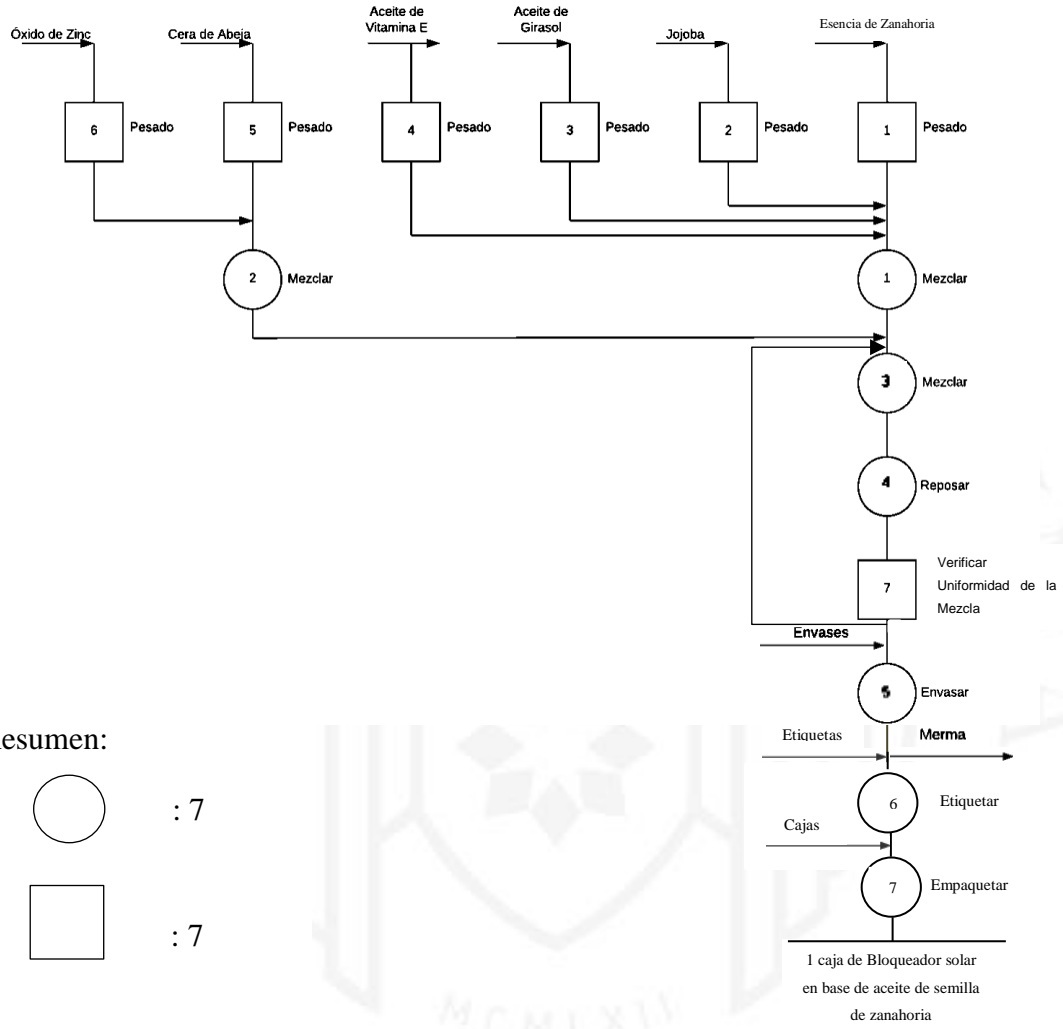 Óxido de Zinc
Cera de Abeja
Aceite de
Vitamina E
Aceite de
Girasol
Jojoba
Esencia de Zanahoria
6 Pesado
5 Pesado
4 Pesado
3 Pesado
2 Pesado
1 Pesado
2 Mezclar
1 Mezclar
3 Mezclar
4 Reposar
7
Verificar
Uniformidad de la
Mezcla
Envases
5 Envasar
Etiquetas
Merma
6 Etiquetar
Cajas
7 Empaquetar
1 caja de Bloqueador solar
en base de aceite de semilla
de zanahoria
esumen:
: 7
: 7